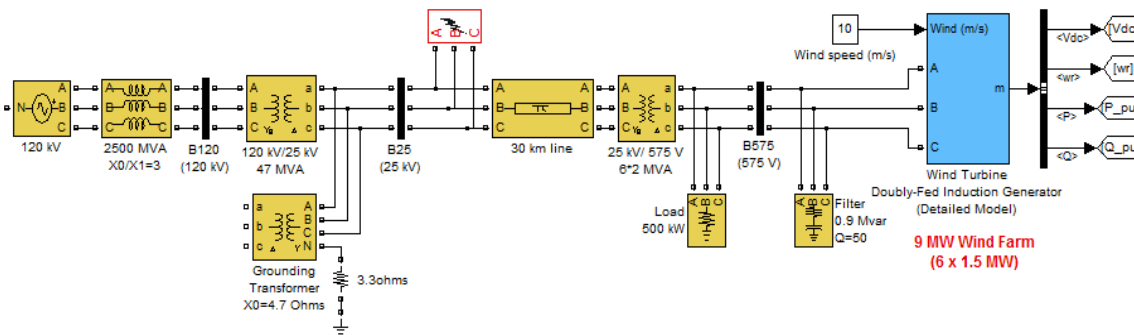 N
A
B
C
120 kV
A
B
C
A
B
C
2500 MVA
X0/X1=3
B120
(120 kV)
A
B
C
a
b
c
Yg
Δ
120 kV/25 kV
47 MVA
a
b
c
A
B
C
N
Δ
Y
Grounding
Transformer
X0=4.7 Ohms
3.3ohms
B25
(25 kV)
A
B
C
A
B
C
A
B
C
30 km line
A
B
C
a
b
c
Yg
Δ
25 kV/ 575 V
6*2 MVA
A
B
C
Load
500 kW
B575
(575 V)
A
B
C
Filter
0.9 Mvar
Q=50
10
Wind speed (m/s)
Wind (m/s)
A
B
C
m
Wind Turbine
Doubly-Fed Induction Generator
(Detailed Model)
9 MW Wind Farm
(6 x 1.5 MW)
<Vdc>
[Vdc
<wr>
[wr]
<P>
[P_pu
<Q>
[Q_pu